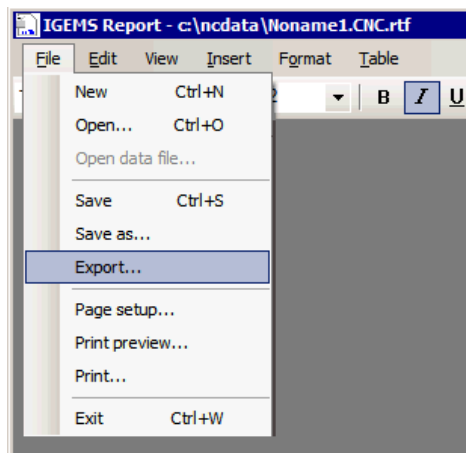 IGEMS Report - c:\ncdata\Noname1.CNC.rtf
File Edit View Insert Format Table
B I U
New Ctrl+N
Open... Ctrl+O
Open data file...
Save Ctrl+S
Save as...
Export...
Page setup...
Print preview...
Print...
Exit Ctrl+W